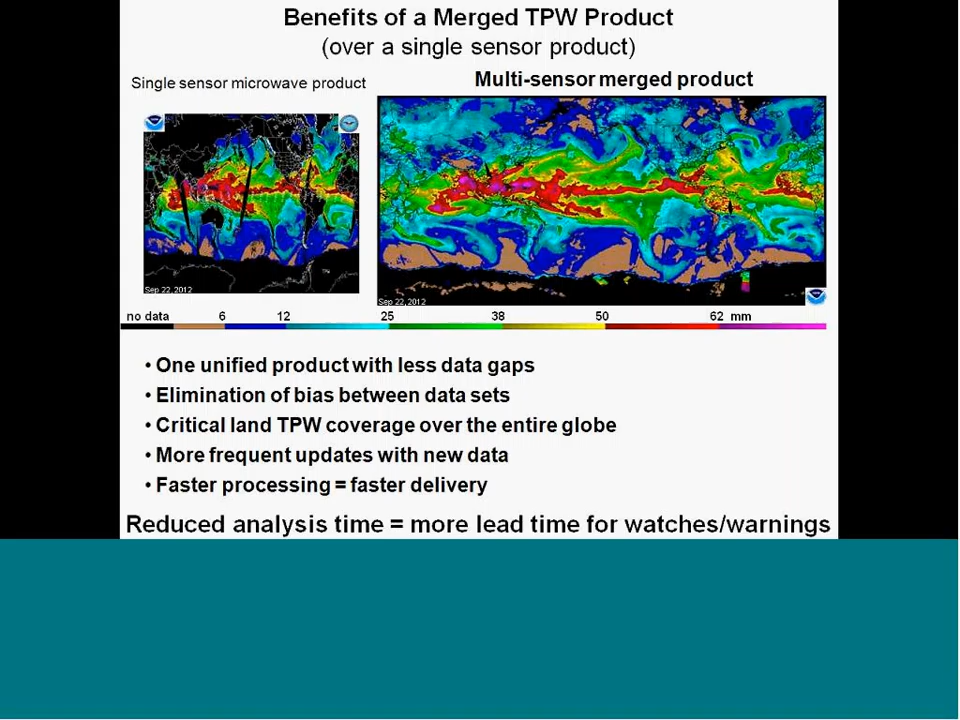 Benefits of a Merged TPW Product
(over a single sensor product)
Single sensor microwave product
Multi-sensor merged product
Sep 22, 2012
Sep 22, 2012
no data 6 12 25 38 50 62 mm
• One unified product with less data gaps
• Elimination of bias between data sets
• Critical land TPW coverage over the entire globe
• More frequent updates with new data
• Faster processing = faster delivery
Reduced analysis time = more lead time for watches/warnings